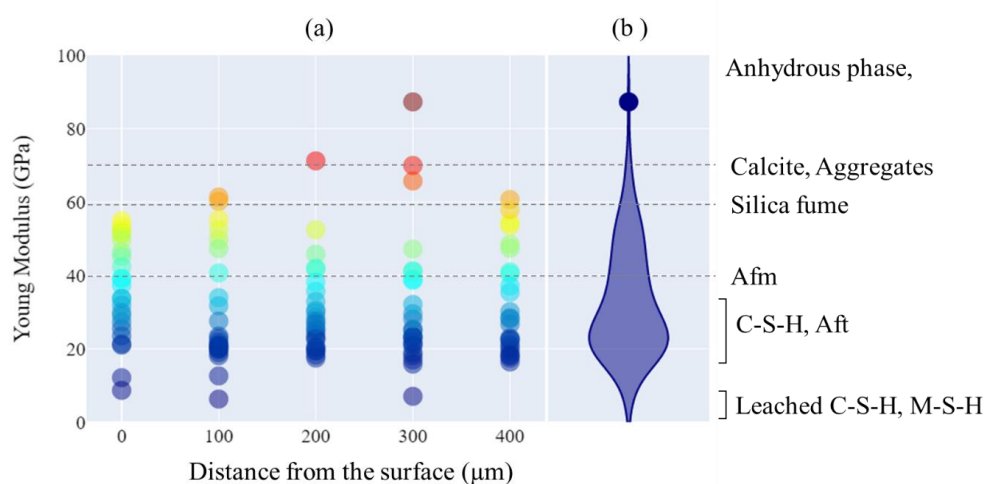 (a)
(b )
100
80
60
40
20
0
Young Modulus (GPa)
0 100 200 300 400
Distance from the surface (μm)
Anhydrous phase,
Calcite, Aggregates
Silica fume
Afm
C-S-H, Aft
Leached C-S-H, M-S-H